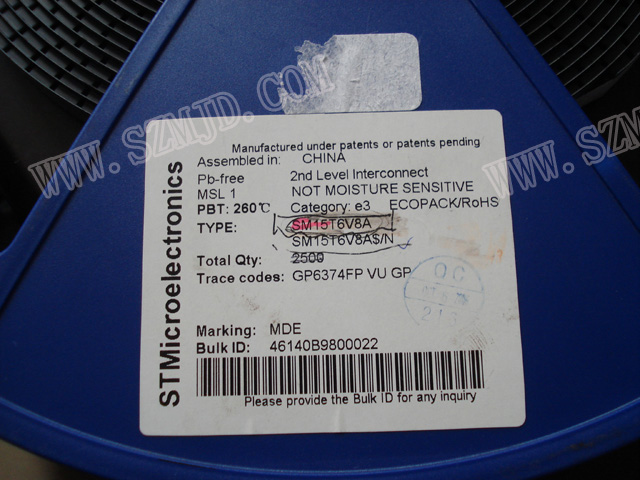 WWW.SZMJD.COM
WWW.SZM
Manufactured under patents or patents pending
Assembled in: CHINA
Pb-free 2nd Level Interconnect
MSL 1 NOT MOISTURE SENSITIVE
PBT: 260℃ Category: e3 ECOPACK/RoHS
TYPE: SM15T6V8A
SM15T6V8A$/N
Total Qty: 2500
Trace codes: GP6374FP VU GP
QC
213
Marking: MDE
Bulk ID: 46140B9800022
Please provide the Bulk ID for any inquiry
STMicroelectronics